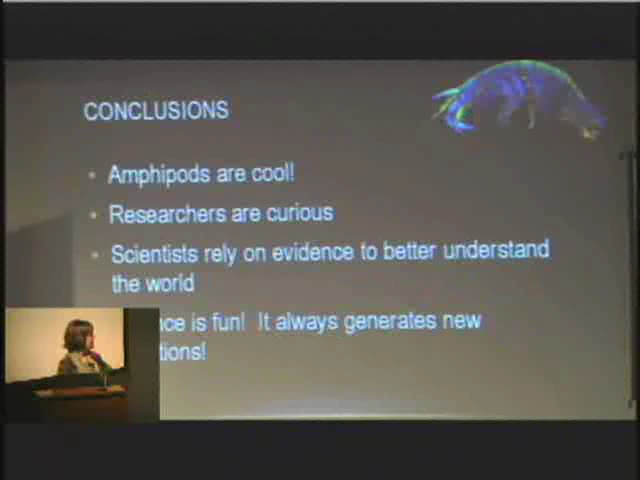 CONCLUSIONS
Amphipods are cool!
Researchers are curious
Scientists rely on evidence to better understand
the world
is fun! It always generates new